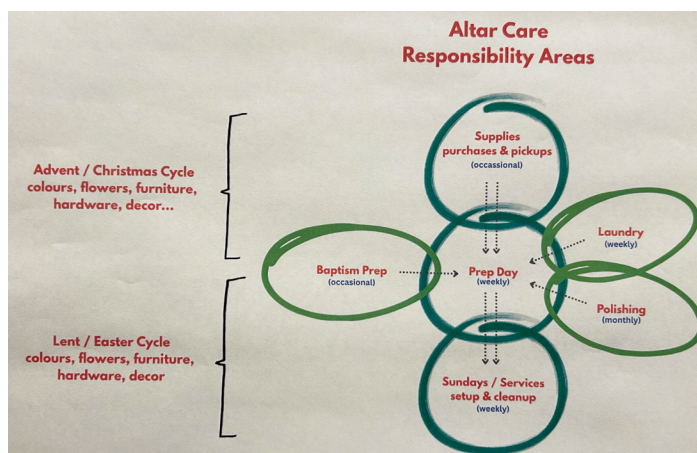 Altar Care
Responsibility Areas
Supplies
purchases & pickups
(occassional)
Advent / Christmas Cycle
colours, flowers, furniture,
hardware, decor...
Laundry
(weekly)
Baptism Prep
(occasional)
Prep Day
(weekly)
Polishing
(monthly)
Lent / Easter Cycle
colours, flowers, furniture,
hardware, decor
Sundays / Services
setup & cleanup
(weekly)